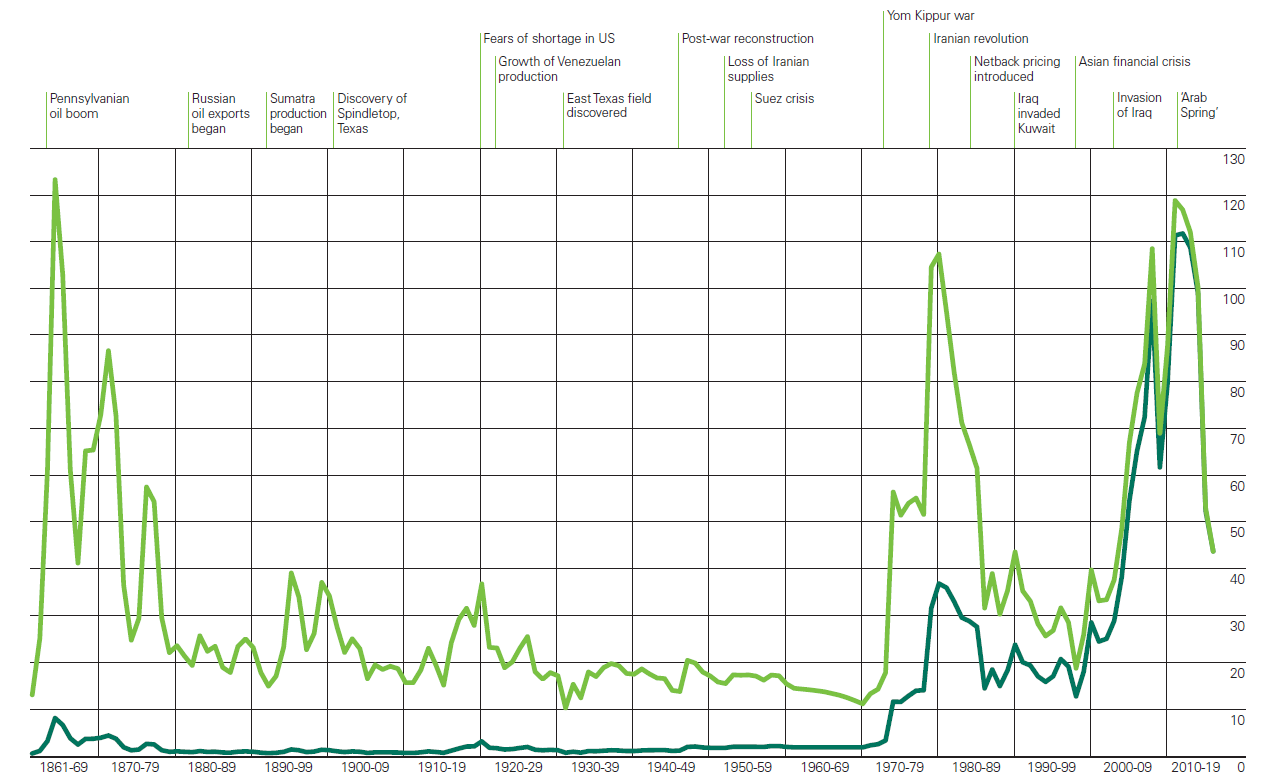 Yom Kippur war
Fears of shortage in US
Post-war reconstruction
Iranian revolution
Growth of Venezuelan
production
Loss of Iranian
supplies
Netback pricing
introduced
Asian financial crisis
Pennsylvanian
oil boom
Russian
oil exports
began
Sumatra
production
began
Discovery of
Spindletop,
Texas
East Texas field
discovered
Suez crisis
Iraq
invaded
Kuwait
Invasion
of Iraq
‘Arab
Spring’
130
120
110
100
90
80
70
60
50
40
30
20
10
0
1861-69
1870-79
1880-89
1890-99
1900-09
1910-19
1920-29
1930-39
1940-49
1950-59
1960-69
1970-79
1980-89
1990-99
2000-09
2010-19